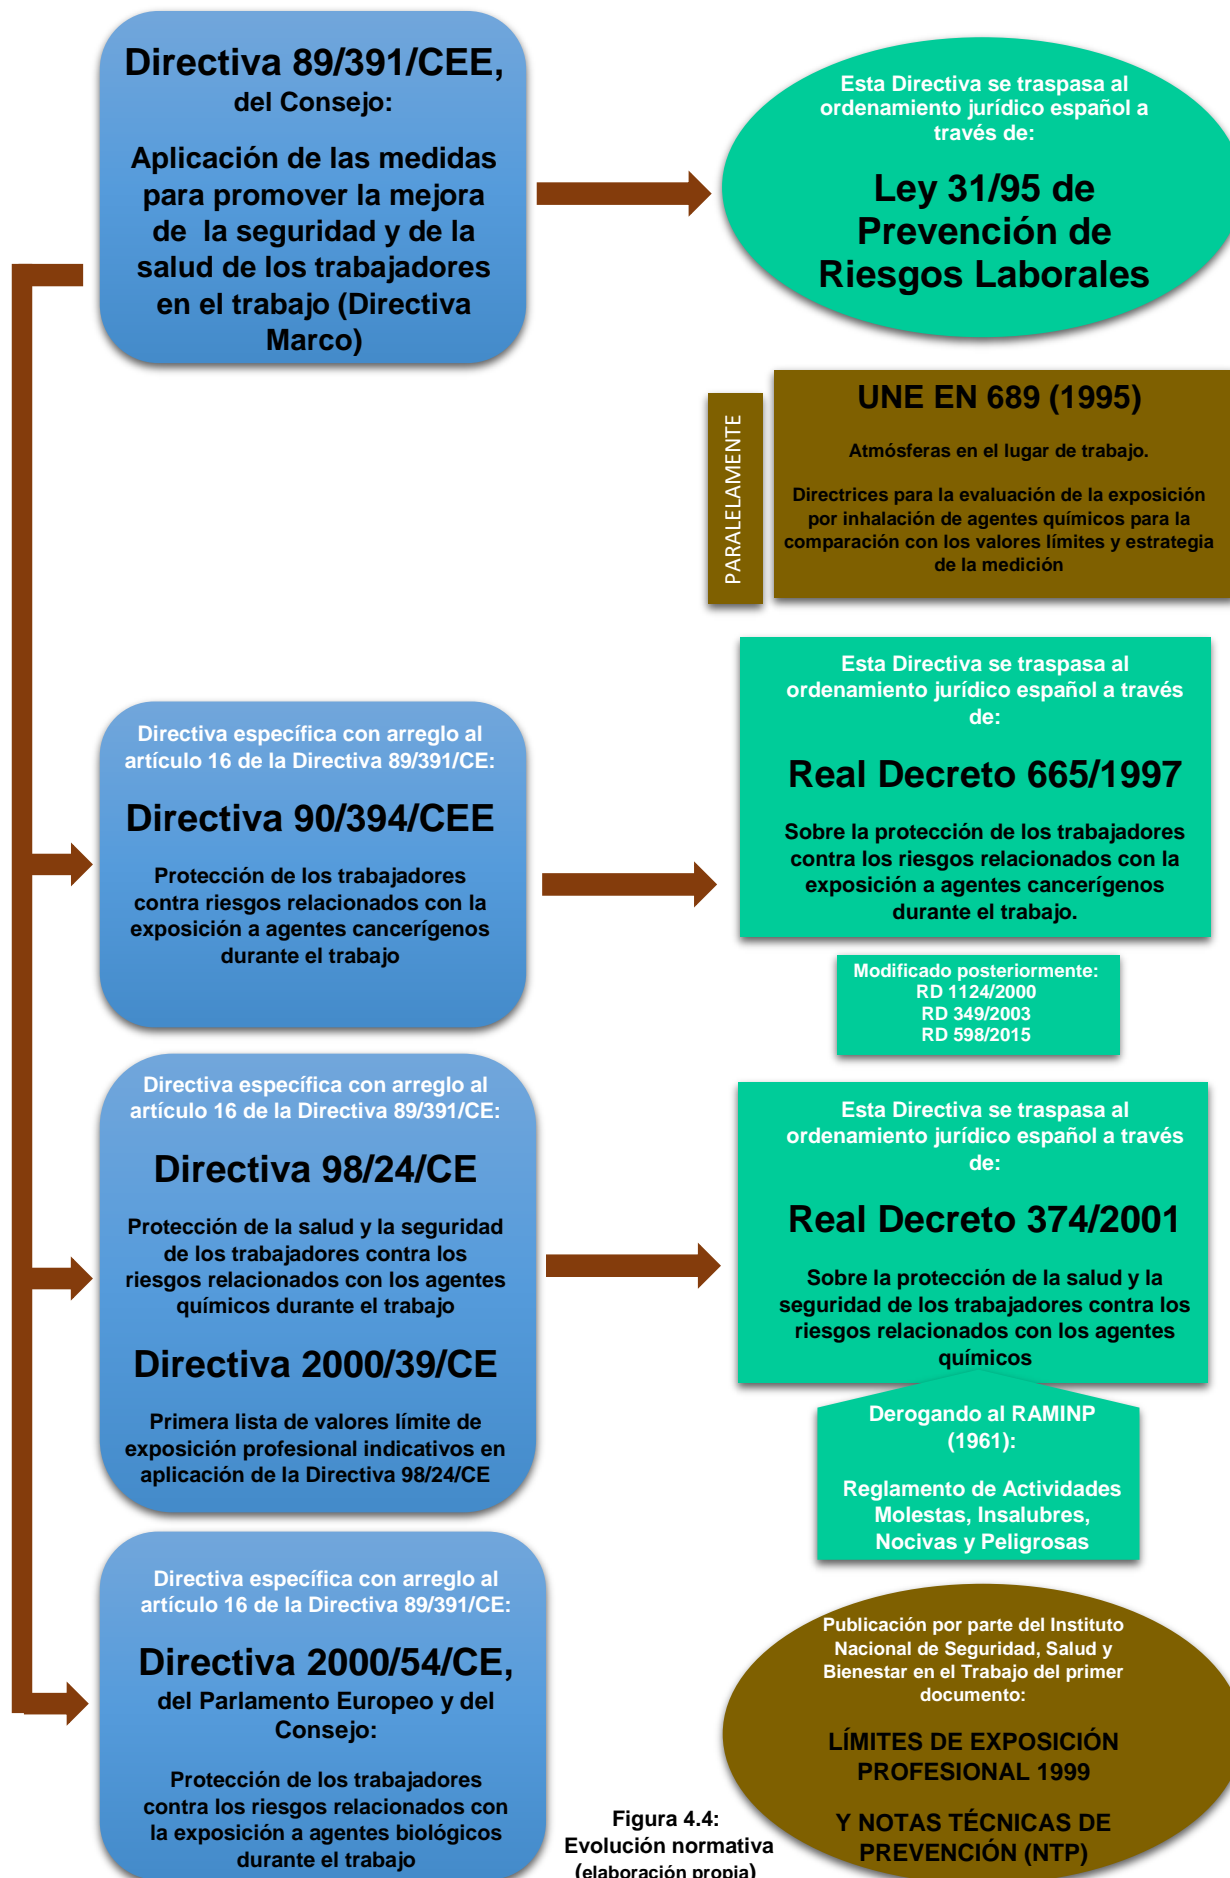 Directiva 89/391/CEE,
del Consejo:
Aplicación de las medidas
para promover la mejora
de la seguridad y de la
salud de los trabajadores
en el trabajo (Directiva
Marco)
Esta Directiva se traspasa al
ordenamiento jurídico español a
través de:
Ley 31/95 de
Prevención de
Riesgos Laborales
PARALELAMENTE
UNE EN 689 (1995)
Atmósferas en el lugar de trabajo.
Directrices para la evaluación de la exposición
por inhalación de agentes químicos para la
comparación con los valores límites y estrategia
de la medición
Directiva específica con arreglo al
artículo 16 de la Directiva 89/391/CE:
Directiva 90/394/CEE
Protección de los trabajadores
contra riesgos relacionados con la
exposición a agentes cancerígenos
durante el trabajo
Esta Directiva se traspasa al
ordenamiento jurídico español a través
de:
Real Decreto 665/1997
Sobre la protección de los trabajadores
contra los riesgos relacionados con la
exposición a agentes cancerígenos
durante el trabajo.
Modificado posteriormente:
RD 1124/2000
RD 349/2003
RD 598/2015
Directiva específica con arreglo al
artículo 16 de la Directiva 89/391/CE:
Directiva 98/24/CE
Protección de la salud y la seguridad
de los trabajadores contra los
riesgos relacionados con los agentes
químicos durante el trabajo
Directiva 2000/39/CE
Primera lista de valores límite de
exposición profesional indicativos en
aplicación de la Directiva 98/24/CE
Esta Directiva se traspasa al
ordenamiento jurídico español a través
de:
Real Decreto 374/2001
Sobre la protección de la salud y la
seguridad de los trabajadores contra los
riesgos relacionados con los agentes
químicos
Derogando al RAMINP
(1961):
Reglamento de Actividades
Molestas, Insalubres,
Nocivas y Peligrosas
Directiva específica con arreglo al
artículo 16 de la Directiva 89/391/CE:
Directiva 2000/54/CE,
del Parlamento Europeo y del
Consejo:
Protección de los trabajadores
contra los riesgos relacionados con
la exposición a agentes biológicos
durante el trabajo
Publicación por parte del Instituto
Nacional de Seguridad, Salud y
Bienestar en el Trabajo del primer
documento:
LÍMITES DE EXPOSICIÓN
PROFESIONAL 1999
Y NOTAS TÉCNICAS DE
PREVENCIÓN (NTP)
Figura 4.4:
Evolución normativa
(elaboración propia)